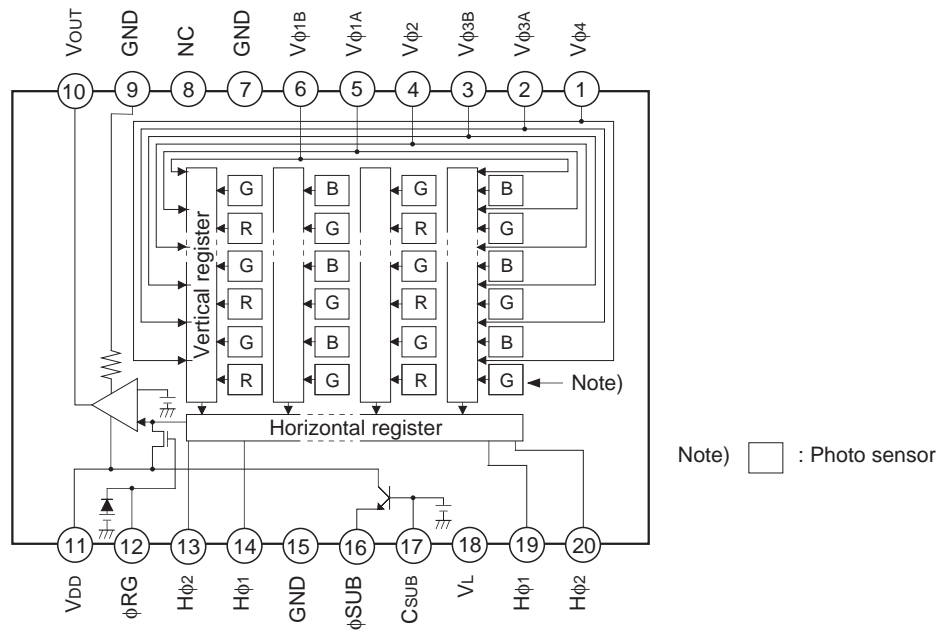 VOUT GND NC GND Vϕ1B Vϕ1A Vϕ2 Vϕ3B Vϕ3A Vϕ4
10 9 8 7 6 5 4 3 2 1
G B G B
R G R G
G B G B
R G R G
G B G B
R G R G
Vertical register
Note)
Horizontal register
Note) : Photo sensor
11 12 13 14 15 16 17 18 19 20
VDD ϕRG Hϕ2 Hϕ1 GND ϕSUB CSUB VL Hϕ1 Hϕ2